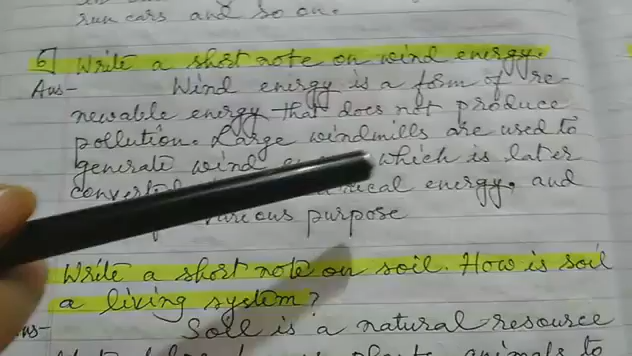 run cars and so on.
6] Write a short note on wind energy.
Ans- Wind energy is a form of re-
newable energy that does not produce
pollution. Large windmills are used to
generate wind which is later
energy, and
purpose
Write a short note on soil. How is soil
a living system?
Ans- Soil is a natural resource
animals to